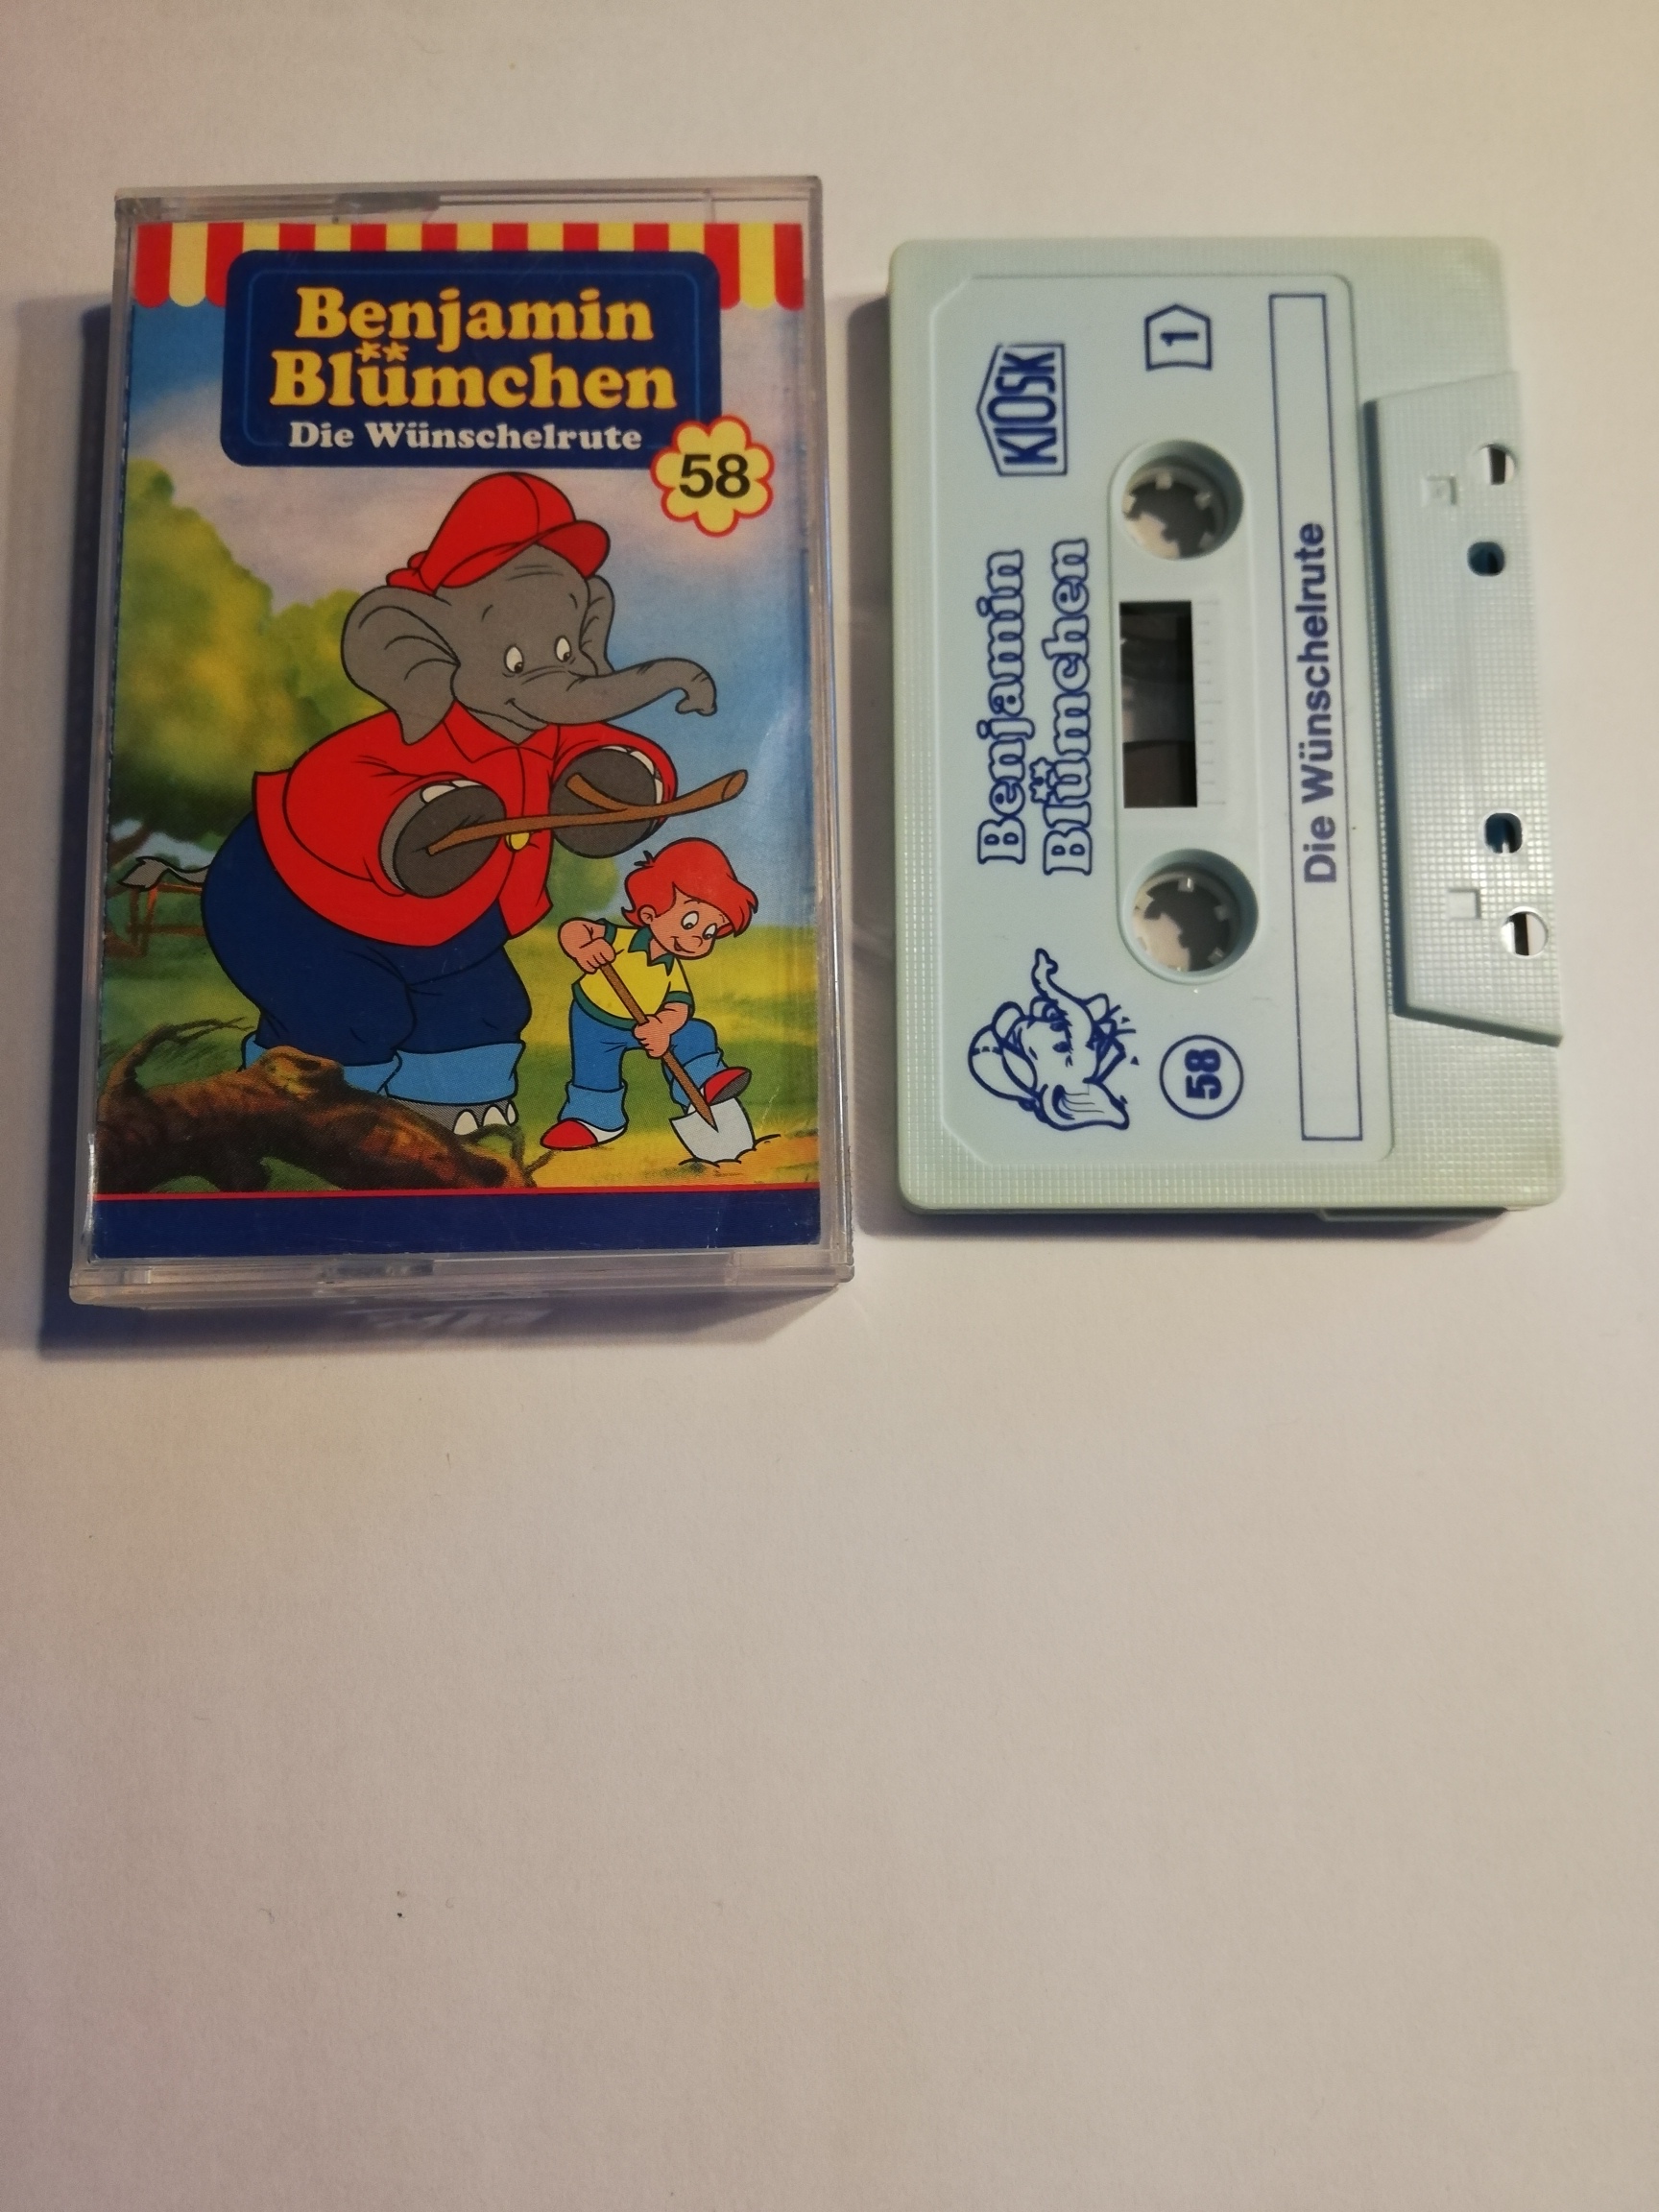 Benjamin
Blümchen
Die Wünschelrute
58
KIOSK
1
Benjamin
Blümchen
58
Die Wünschelrute